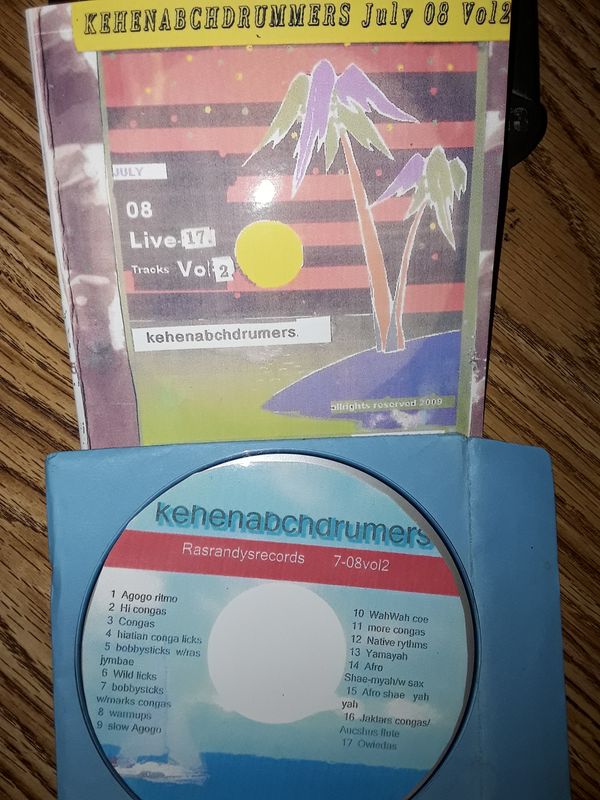 KEHENABCHDRUMMERS July 08 Vol2
JULY
08
Live-17.
Tracks Vol-2
kehenabchdrumers.
allrights reserved 2009
kehenabchdrumers
Rasrandysrecords 7-08vol2
1 Agogo ritmo
2 Hi congas
3 Congas
4 hiatian conga licks
5 bobbysticks w/ras
jymbae
6 Wild licks
7 bobbysticks
w/marks congas
8 warmups
9 slow Agogo
10 WahWah coe
11 more congas
12 Native rythms
13 Yamayah
14 Afro
Shae-myah/w sax
15 Afro shae yah
yah
16 Jaktars congas/
Aucshus flute
17 Owiedas